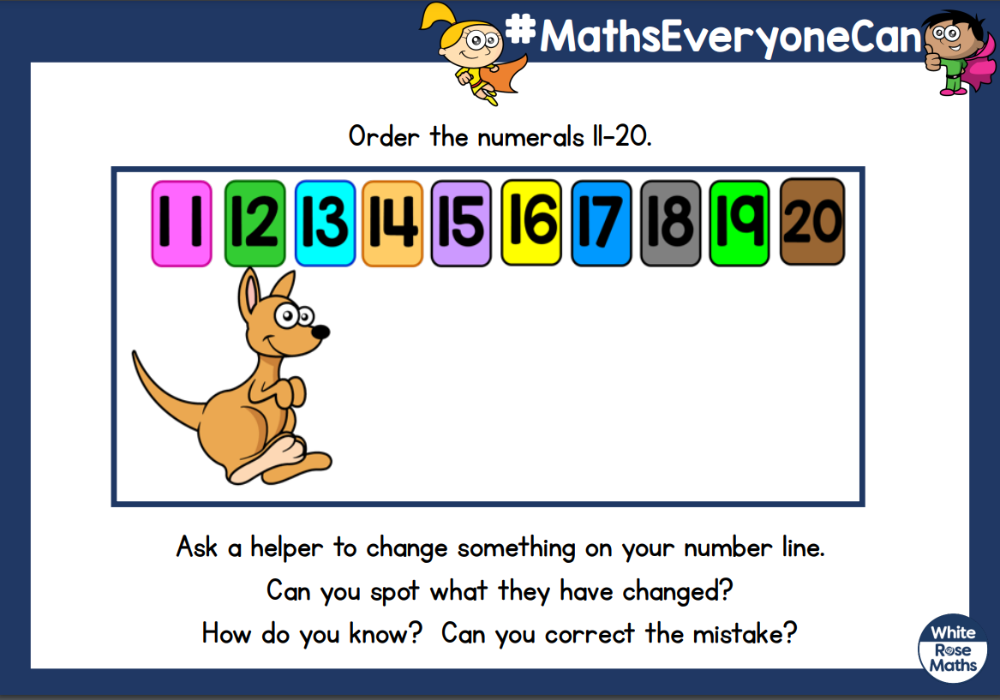 #MathsEveryoneCan
Order the numerals 11–20.
11 12 13 14 15 16 17 18 19 20
Ask a helper to change something on your number line.
Can you spot what they have changed?
How do you know? Can you correct the mistake?
White
Rose
Maths